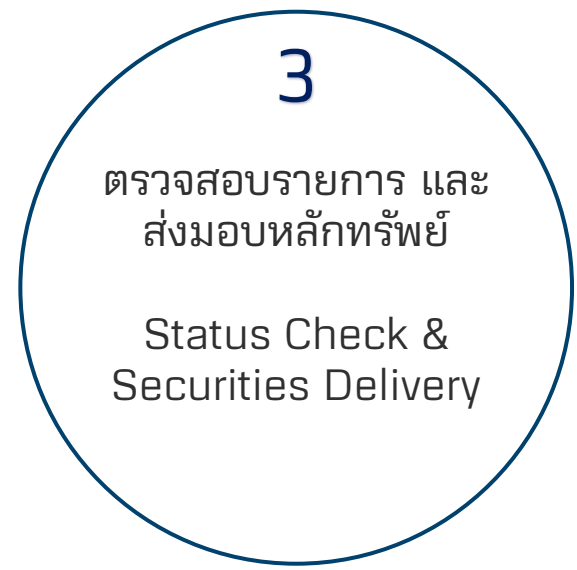 3
ตรวจสอบรายการ และ
ส่งมอบหลักทรัพย์
Status Check &
Securities Delivery